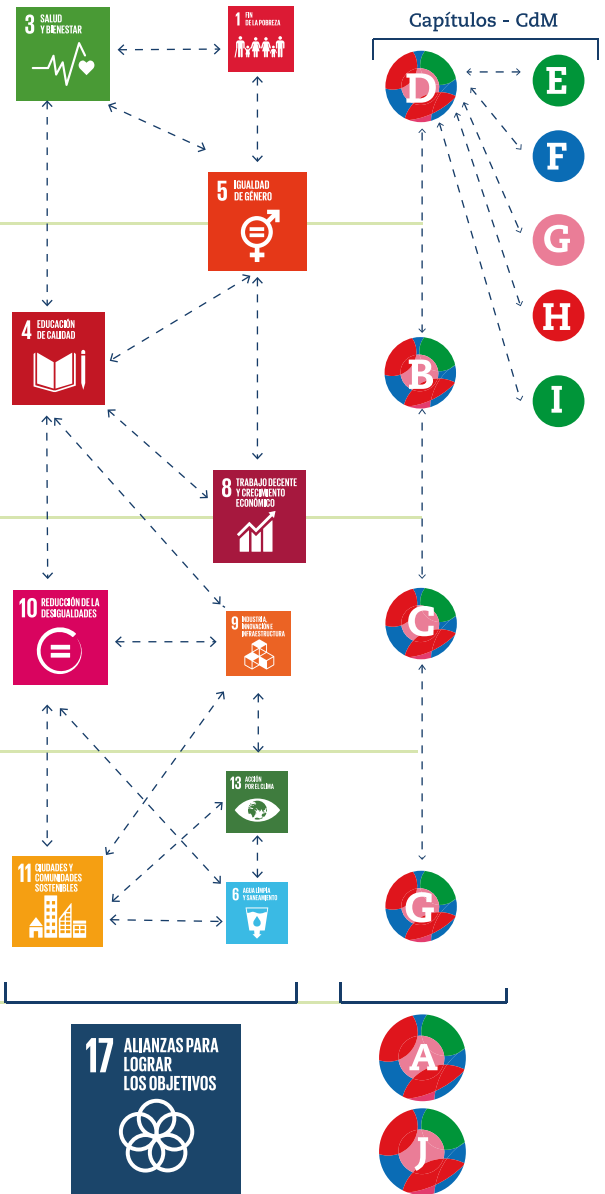 3 SALUD
Y BIENESTAR
1 FIN
DE LA POBREZA
Capítulos - CdM
D
E
F
G
H
I
5 IGUALDAD
DE GÉNERO
4 EDUCACIÓN
DE CALIDAD
B
8 TRABAJO DECENTE
Y CRECIMIENTO
ECONÓMICO
10 REDUCCIÓN DE LA
DESIGUALDADES
9 INDUSTRIA,
INNOVACIÓN E
INFRAESTRUCTURA
C
13 ACCIÓN
POR EL CLIMA
11 CIUDADES Y
COMUNIDADES
SOSTENIBLES
6 AGUA LIMPIA
Y SANEAMIENTO
G
17 ALIANZAS PARA
LOGRAR
LOS OBJETIVOS
A
J